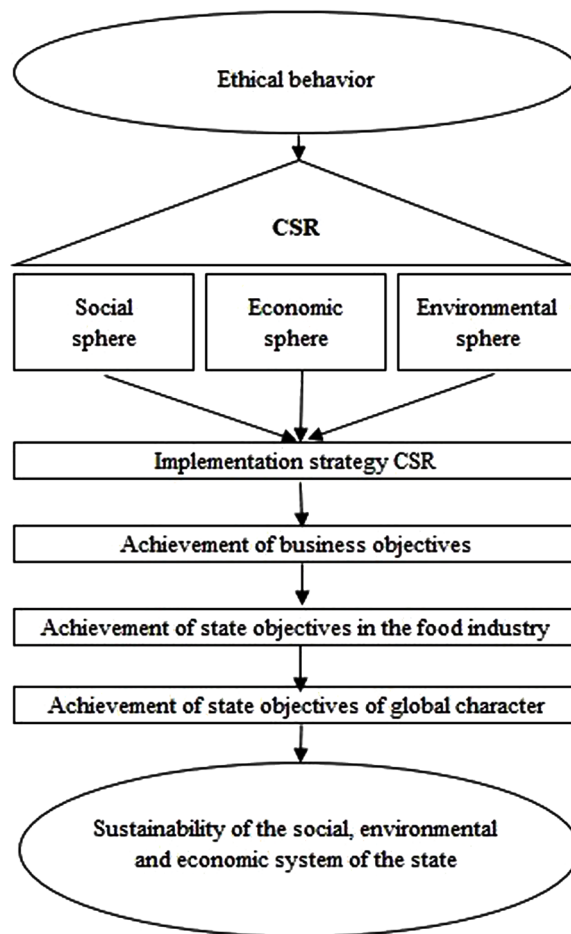 Ethical behavior
CSR
Social
sphere
Economic
sphere
Environmental
sphere
Implementation strategy CSR
Achievement of business objectives
Achievement of state objectives in the food industry
Achievement of state objectives of global character
Sustainability of the social, environmental
and economic system of the state